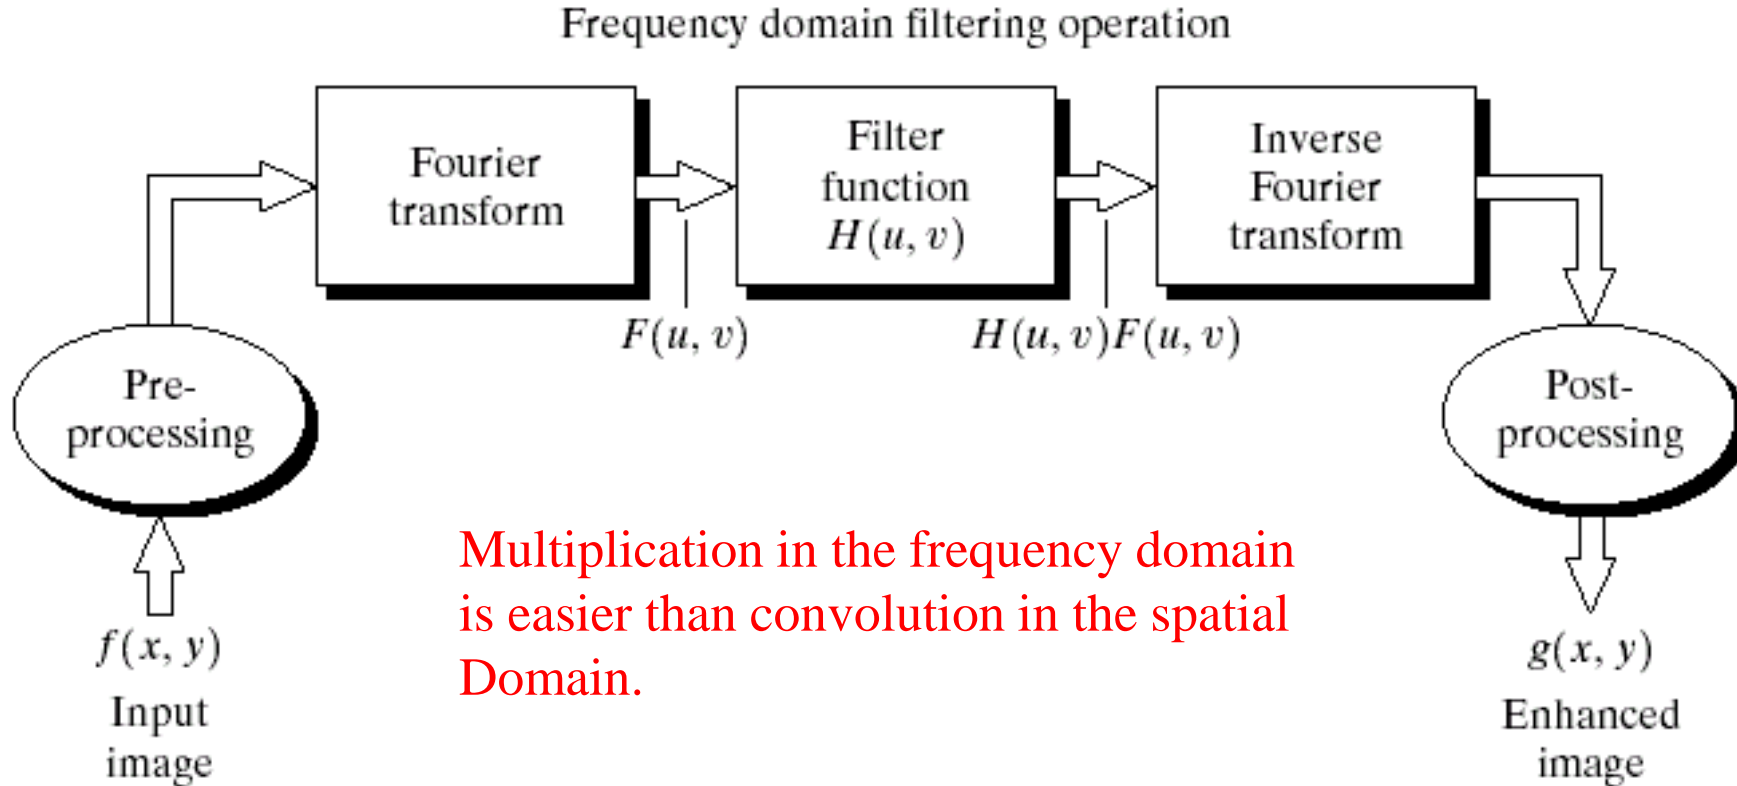 Frequency domain filtering operation
Fourier
transform
Filter
function
H(u, v)
Inverse
Fourier
transform
F(u, v)
H(u, v)F(u, v)
Pre-
processing
Post-
processing
Multiplication in the frequency domain
is easier than convolution in the spatial
Domain.
f(x, y)
Input
image
g(x, y)
Enhanced
image